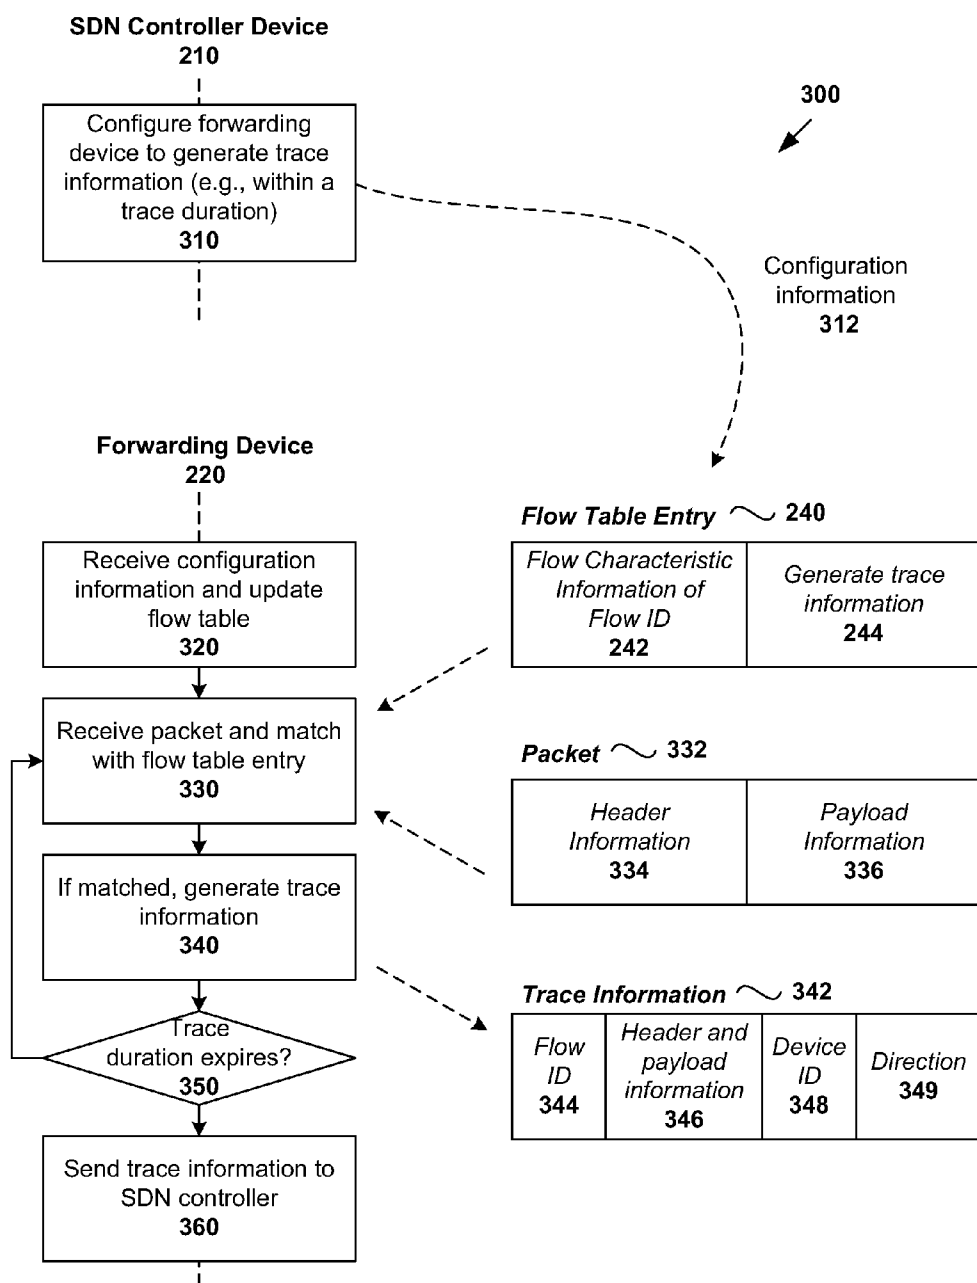 SDN Controller Device
210
Configure forwarding
device to generate trace
information (e.g., within a
trace duration)
310
300
Configuration
information
312
Forwarding Device
220
Receive configuration
information and update
flow table
320
Flow Table Entry 240
Flow Characteristic
Information of
Flow ID
242
Generate trace
information
244
Receive packet and match
with flow table entry
330
Packet 332
Header
Information
334
Payload
Information
336
If matched, generate trace
information
340
Trace Information 342
Flow
ID
344
Header and
payload
information
346
Device
ID
348
Direction
349
Trace
duration expires?
350
Send trace information to
SDN controller
360